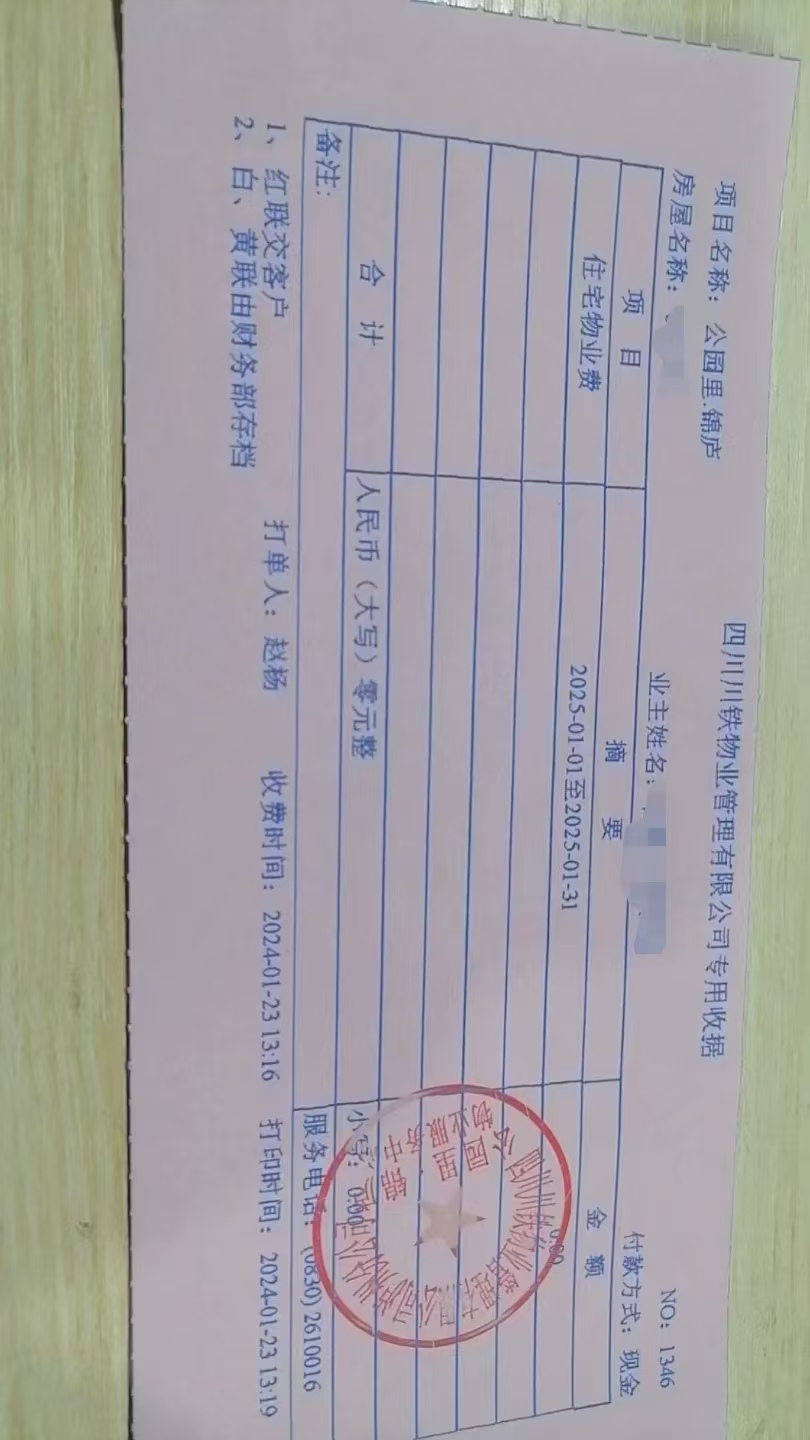 四川川铁物业管理有限公司专用收据
NO: 1346
项目名称: 公园里.锦庐
房屋名称:
业主姓名:
付款方式: 现金
项 目
摘 要
金 额
住宅物业费
2025-01-01至2025-01-31
0.00
合 计
人民币（大写）零元整
小写: 0.00
备注:
服务电话: (0830) 2610016
1、红联交客户
2、白、黄联由财务部存档
打单人: 赵杨
收费时间: 2024-01-23 13:16
打印时间: 2024-01-23 13:19